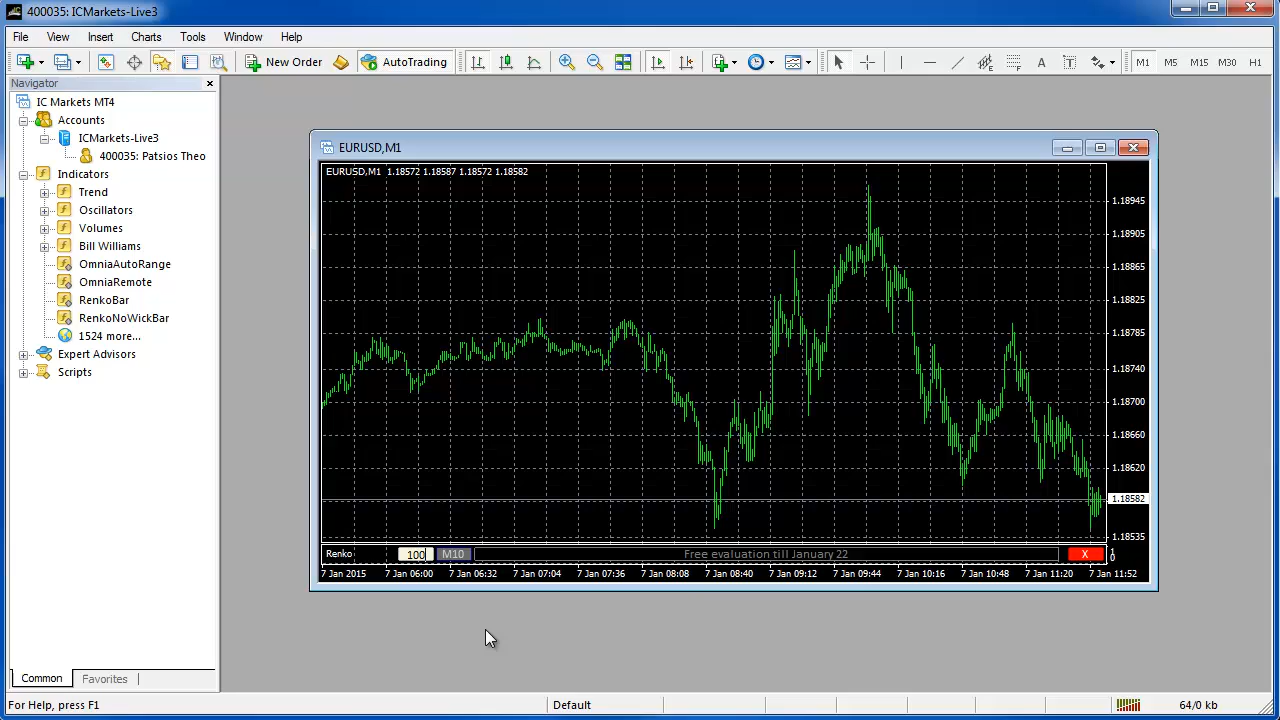 400035: ICMarkets-Live3
File View Insert Charts Tools Window Help
New Order AutoTrading A T M1 M5 M15 M30 H1
Navigator
IC Markets MT4
Accounts
ICMarkets-Live3
400035: Patsios Theo
Indicators
Trend
Oscillators
Volumes
Bill Williams
OmniaAutoRange
OmniaRemote
RenkoBar
RenkoNoWickBar
1524 more...
Expert Advisors
Scripts
Common Favorites
EURUSD,M1
EURUSD,M1 1.18572 1.18587 1.18572 1.18582
1.18945
1.18905
1.18865
1.18825
1.18785
1.18740
1.18700
1.18660
1.18620
1.18582
1.18535
Renko 100 M10 Free evaluation till January 22 X 1
0
7 Jan 2015 7 Jan 06:00 7 Jan 06:32 7 Jan 07:04 7 Jan 07:36 7 Jan 08:08 7 Jan 08:40 7 Jan 09:12 7 Jan 09:44 7 Jan 10:16 7 Jan 10:48 7 Jan 11:20 7 Jan 11:52
For Help, press F1 Default 64/0 kb